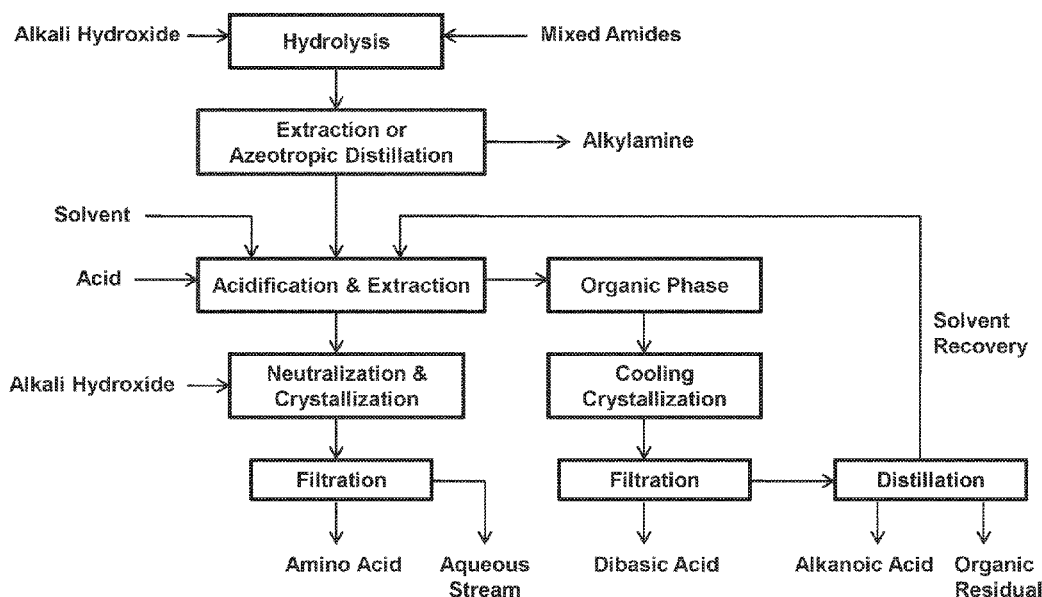 Alkali Hydroxide
Hydrolysis
Mixed Amides
Extraction or
Azeotropic Distillation
Alkylamine
Solvent
Acid
Acidification & Extraction
Organic Phase
Solvent
Recovery
Alkali Hydroxide
Neutralization &
Crystallization
Cooling
Crystallization
Filtration
Filtration
Distillation
Amino Acid
Aqueous
Stream
Dibasic Acid
Alkanoic Acid
Organic
Residual